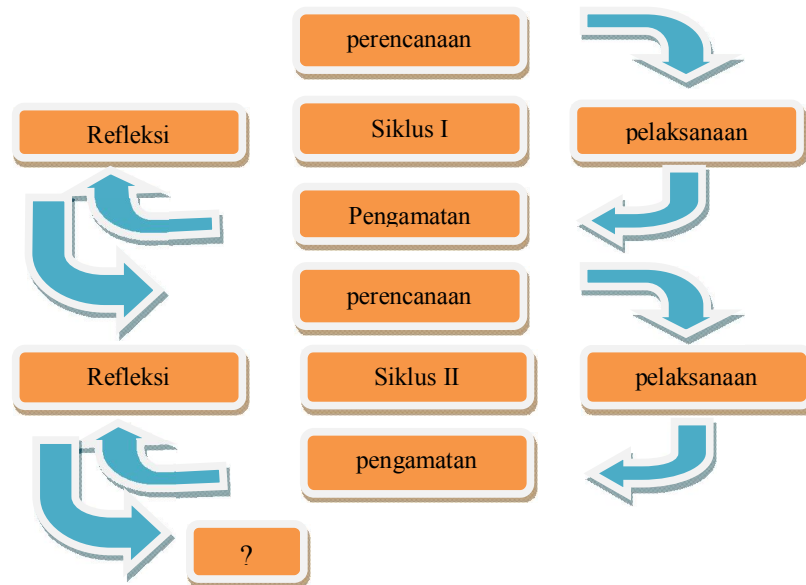 perencanaan
Refleksi
Siklus I
pelaksanaan
Pengamatan
perencanaan
Refleksi
Siklus II
pelaksanaan
pengamatan
?